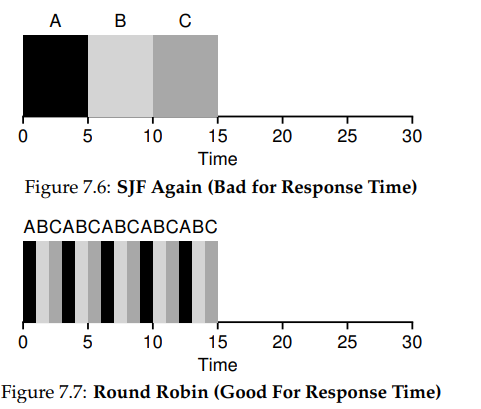 A B C
0 5 10 15 20 25 30
Time
Figure 7.6: SJF Again (Bad for Response Time)
ABCABCABCABCABC
0 5 10 15 20 25 30
Time
Figure 7.7: Round Robin (Good For Response Time)